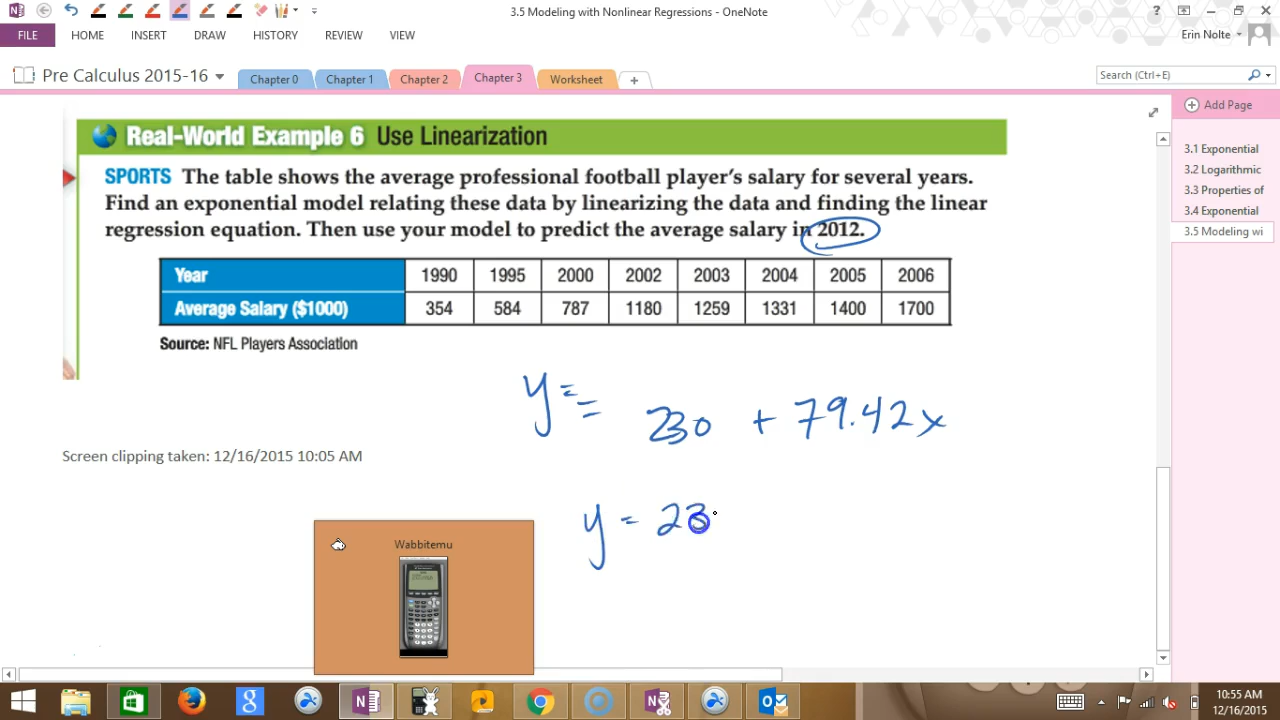 3.5 Modeling with Nonlinear Regressions - OneNote
FILE HOME INSERT DRAW HISTORY REVIEW VIEW
Erin Nolte
Pre Calculus 2015-16 Chapter 0 Chapter 1 Chapter 2 Chapter 3 Worksheet
Search (Ctrl+E)
Add Page
3.1 Exponential
3.2 Logarithmic
3.3 Properties of
3.4 Exponential
3.5 Modeling wi
Real-World Example 6 Use Linearization
SPORTS The table shows the average professional football player's salary for several years.
Find an exponential model relating these data by linearizing the data and finding the linear
regression equation. Then use your model to predict the average salary in 2012.
Year 1990 1995 2000 2002 2003 2004 2005 2006
Average Salary ($1000) 354 584 787 1180 1259 1331 1400 1700
Source: NFL Players Association
y = = 230 + 79.42x
Screen clipping taken: 12/16/2015 10:05 AM
y = 23
Wabbitemu
10:55 AM
12/16/2015